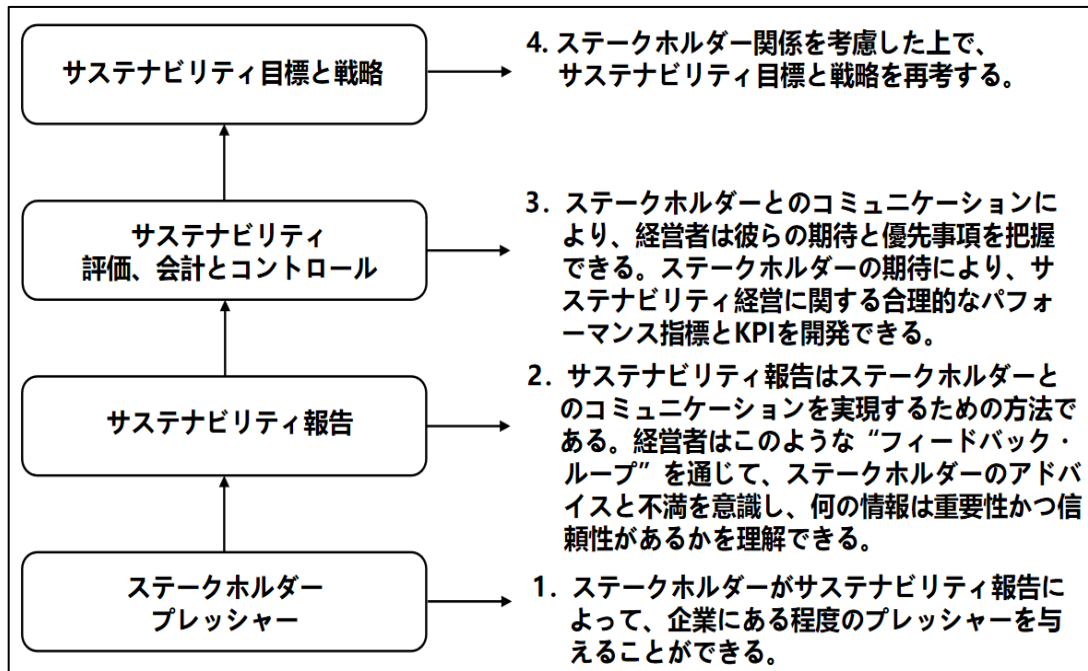 サステナビリティ目標と戦略
4. ステークホルダー関係を考慮した上で、
サステナビリティ目標と戦略を再考する。
サステナビリティ
評価、会計とコントロール
3. ステークホルダーとのコミュニケーションに
より、経営者は彼らの期待と優先事項を把握
できる。ステークホルダーの期待により、サ
ステナビリティ経営に関する合理的なパフォ
ーマンス指標とKPIを開発できる。
サステナビリティ報告
2. サステナビリティ報告はステークホルダーと
のコミュニケーションを実現するための方法で
ある。経営者はこのような“フィードバック・
ループ”を通じて、ステークホルダーのアドバ
イスと不満を意識し、何の情報は重要性かつ信
頼性があるかを理解できる。
ステークホルダー
プレッシャー
1. ステークホルダーがサステナビリティ報告に
よって、企業にある程度のプレッシャーを与
えることができる。